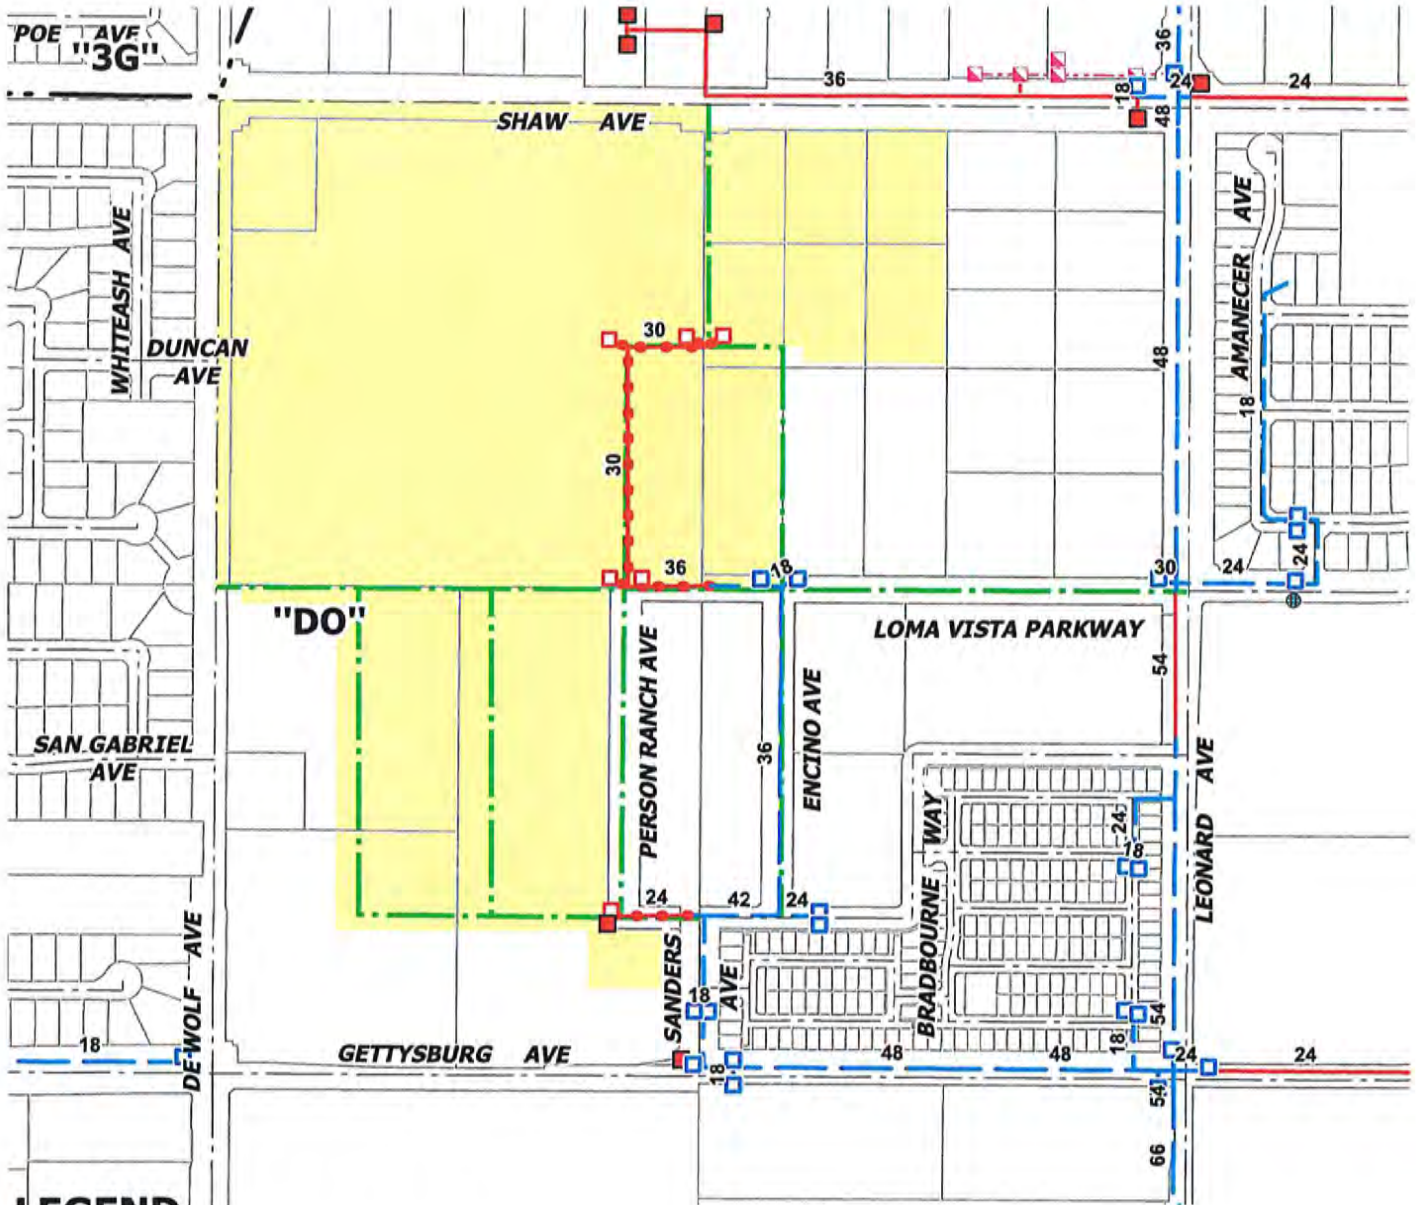 POE AVE
"3G"
36
36
24
24
18
48
SHAW AVE
WHITEASH AVE
DUNCAN
AVE
30
48
AMANECER AVE
18
30
36
18
30
24
24
"DO"
LOMA VISTA PARKWAY
54
PERSON RANCH AVE
ENCINO AVE
36
SAN GABRIEL
AVE
LEONARD AVE
BRADBOURNE WAY
24
18
24
42
24
DE WOLF AVE
SANDERS AVE
18
54
18
18
GETTYSBURG AVE
48
48
24
24
18
54
66
LEGEND